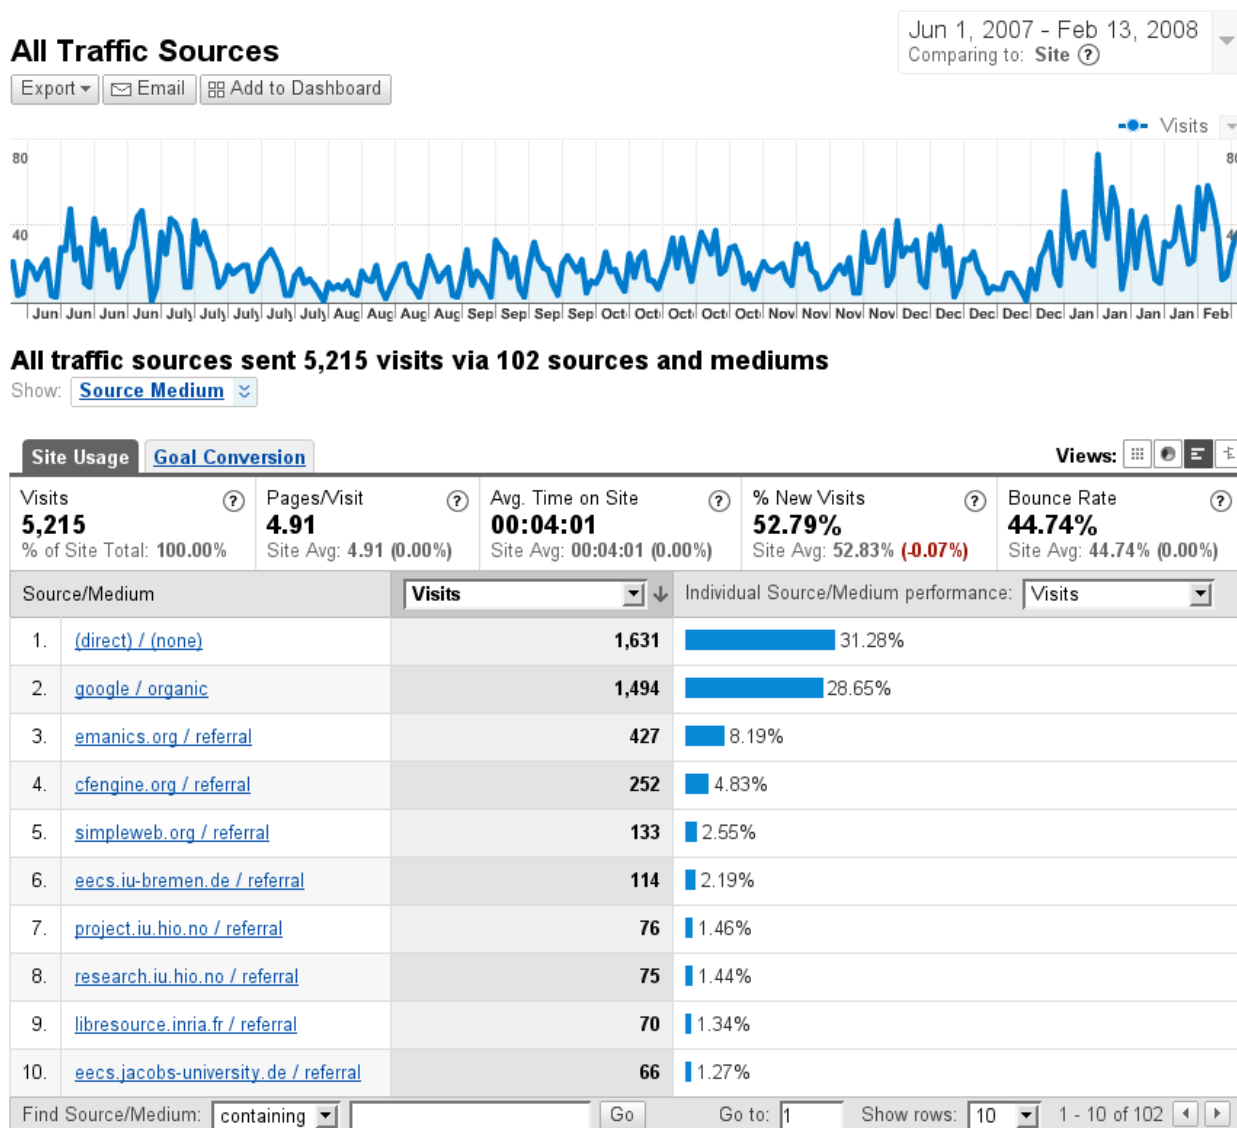 Jun 1, 2007 - Feb 13, 2008
Comparing to: Site ?
All Traffic Sources
Export Email Add to Dashboard
Visits
80 80
40 40
Jun Jun Jun Jun July July July July July Aug Aug Aug Aug Sep Sep Sep Sep Oct Oct Oct Oct Oct Nov Nov Nov Nov Dec Dec Dec Dec Dec Jan Jan Jan Jan Feb
All traffic sources sent 5,215 visits via 102 sources and mediums
Show: Source Medium
Site Usage Goal Conversion Views:
Visits ? Pages/Visit ? Avg. Time on Site ? % New Visits ? Bounce Rate ?
5,215 4.91 00:04:01 52.79% 44.74%
% of Site Total: 100.00% Site Avg: 4.91 (0.00%) Site Avg: 00:04:01 (0.00%) Site Avg: 52.83% (-0.07%) Site Avg: 44.74% (0.00%)
Source/Medium Visits Individual Source/Medium performance: Visits
1. (direct) / (none) 1,631 31.28%
2. google / organic 1,494 28.65%
3. emanics.org / referral 427 8.19%
4. cfengine.org / referral 252 4.83%
5. simpleweb.org / referral 133 2.55%
6. eecs.iu-bremen.de / referral 114 2.19%
7. project.iu.hio.no / referral 76 1.46%
8. research.iu.hio.no / referral 75 1.44%
9. libresource.inria.fr / referral 70 1.34%
10. eecs.jacobs-university.de / referral 66 1.27%
Find Source/Medium: containing Go Go to: 1 Show rows: 10 1 - 10 of 102